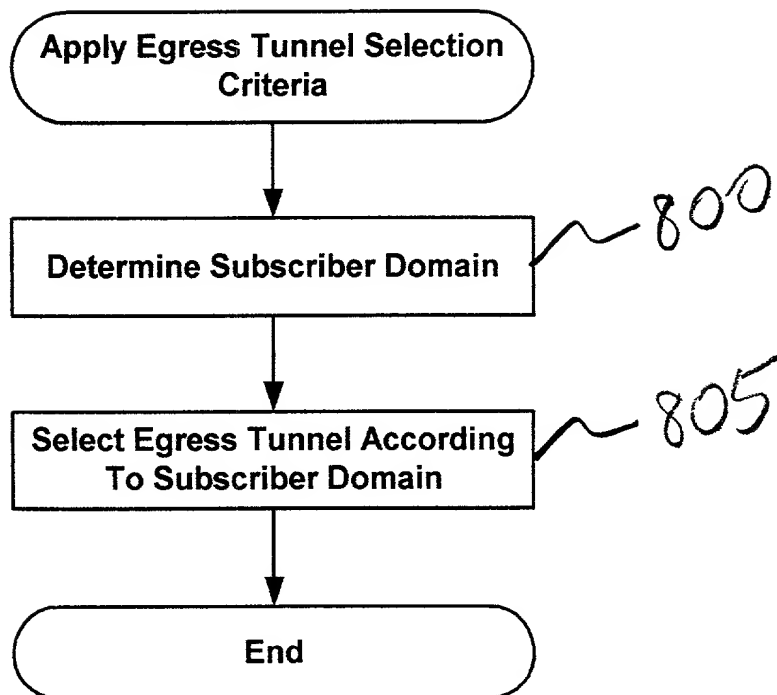 Apply Egress Tunnel Selection
Criteria
800
Determine Subscriber Domain
805
Select Egress Tunnel According
To Subscriber Domain
End